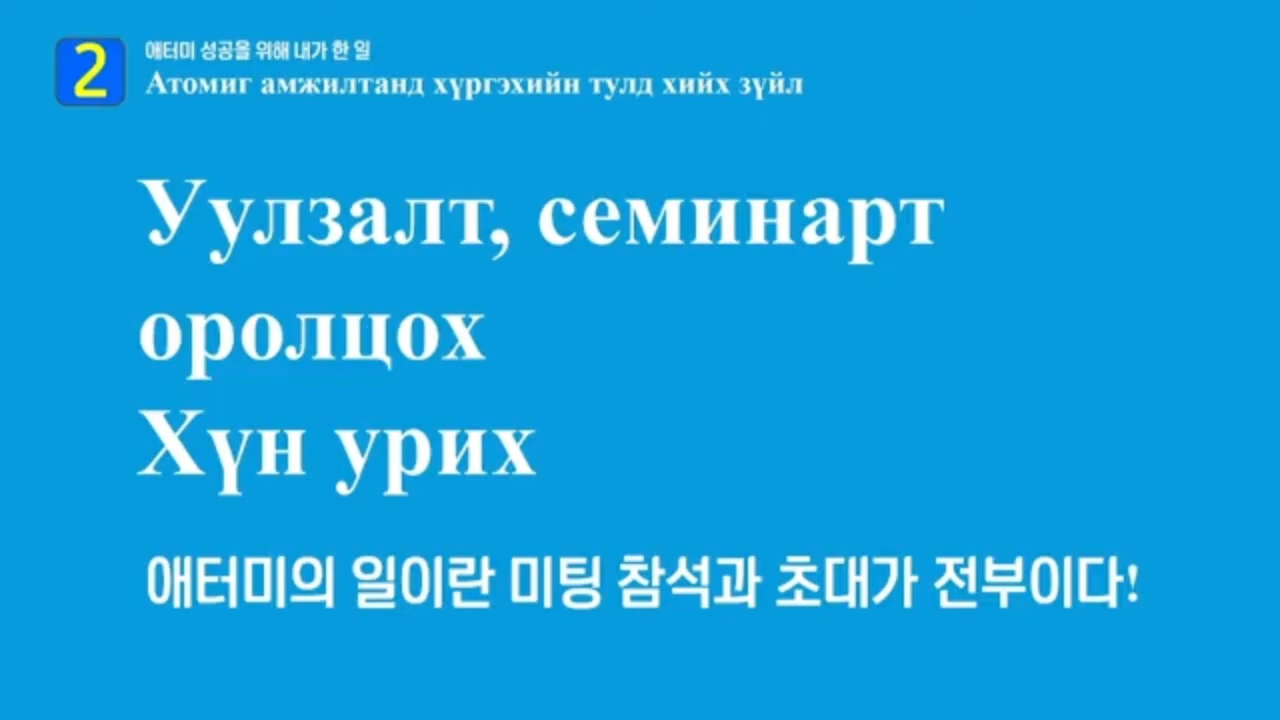 2
애터미 성공을 위해 내가 한 일
Атомиг амжилтанд хүргэхийн тулд хийх зүйл
Уулзалт, семинарт
оролцох
Хүн урих
애터미의 일이란 미팅 참석과 초대가 전부이다!